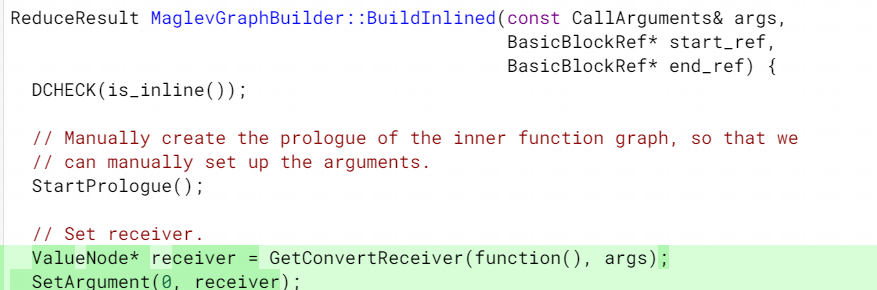 ReduceResult MaglevGraphBuilder::BuildInlined(const CallArguments& args,
BasicBlockRef* start_ref,
BasicBlockRef* end_ref) {
DCHECK(is_inline());
// Manually create the prologue of the inner function graph, so that we
// can manually set up the arguments.
StartPrologue();
// Set receiver.
ValueNode* receiver = GetConvertReceiver(function(), args);
SetArgument(0, receiver);